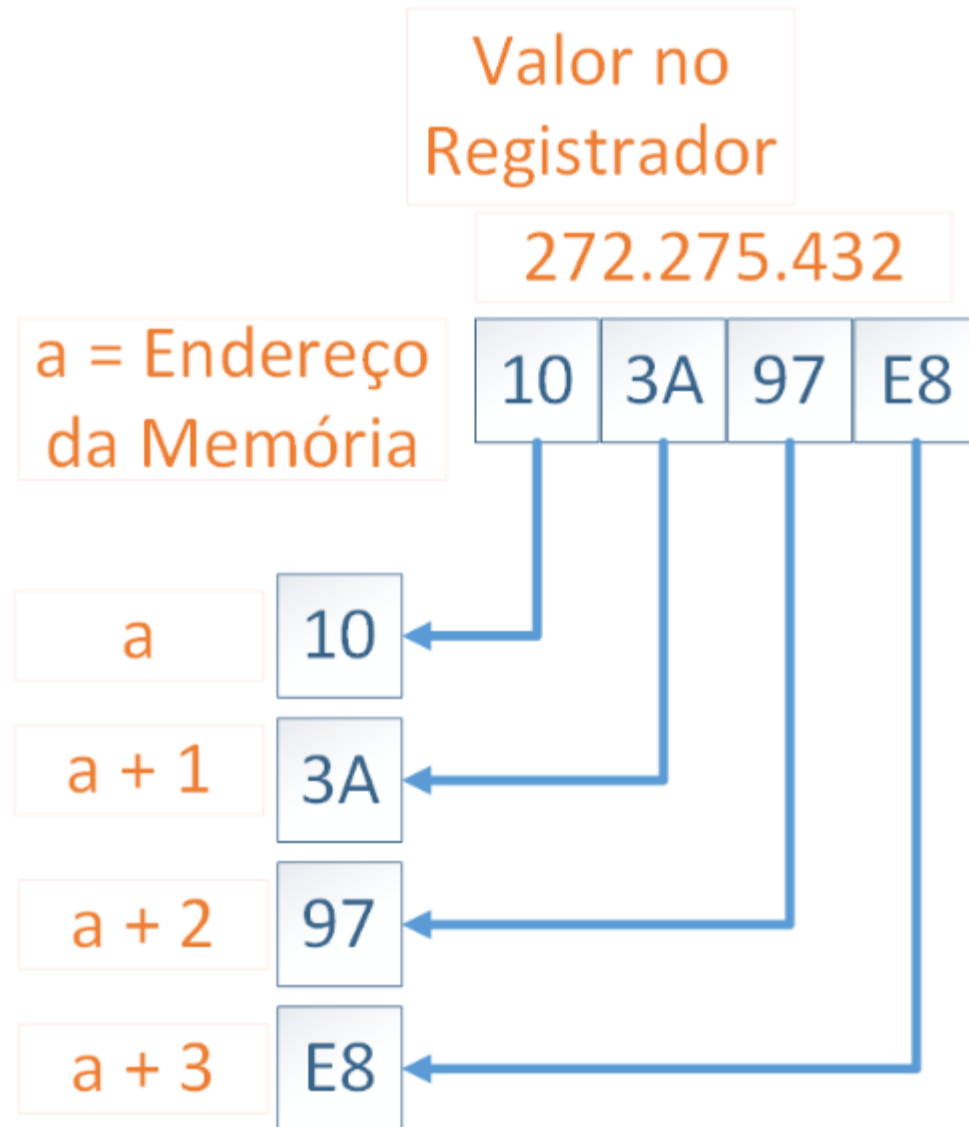 Valor no
Registrador
272.275.432
a = Endereço
da Memória
10 3A 97 E8
a 10
a + 1 3A
a + 2 97
a + 3 E8